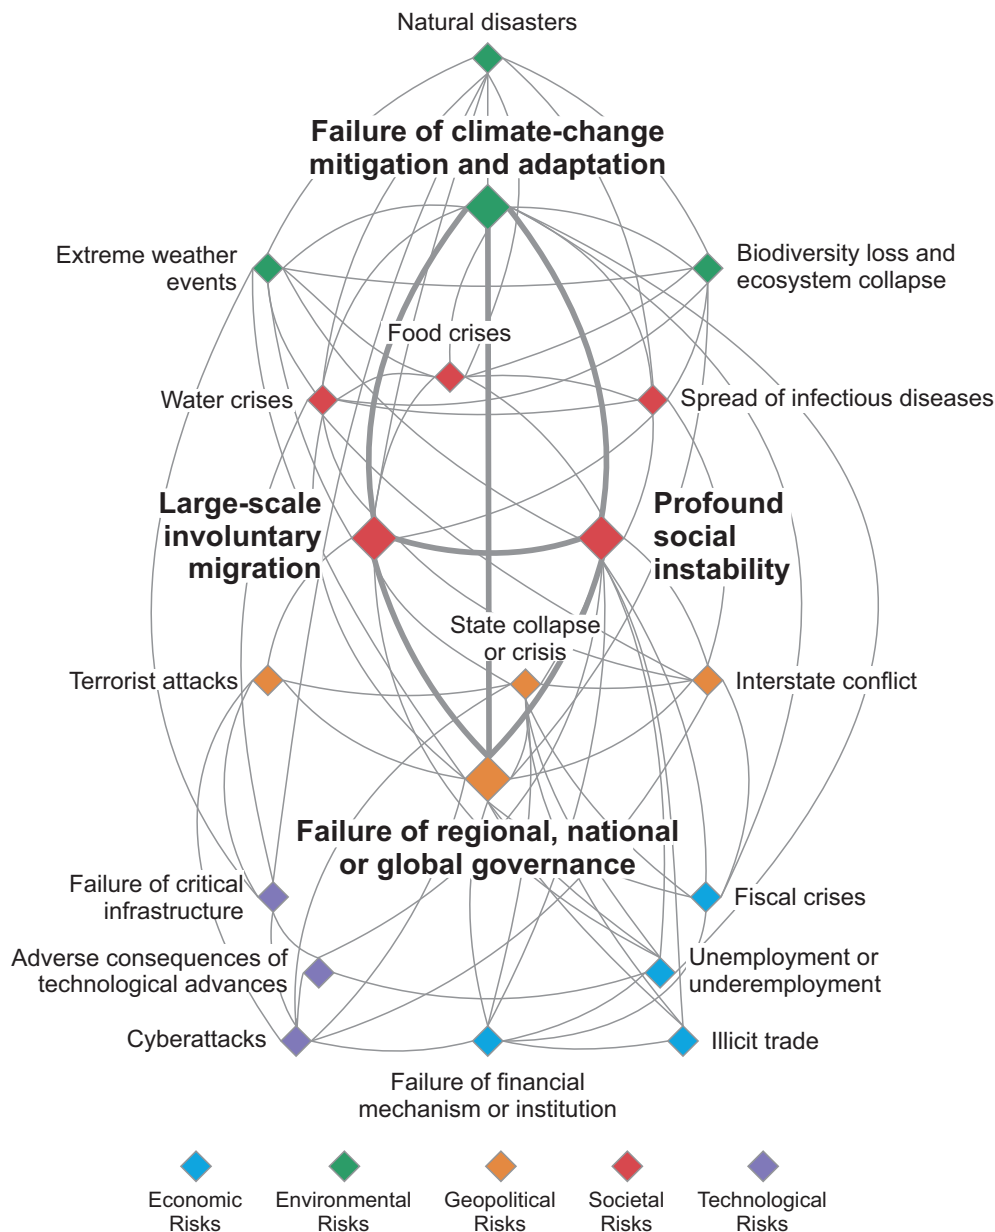 Natural disasters
Failure of climate-change
mitigation and adaptation
Extreme weather
events
Biodiversity loss and
ecosystem collapse
Food crises
Water crises
Spread of infectious diseases
Large-scale
involuntary
migration
Profound
social
instability
State collapse
or crisis
Terrorist attacks
Interstate conflict
Failure of regional, national
or global governance
Failure of critical
infrastructure
Fiscal crises
Adverse consequences of
technological advances
Unemployment or
underemployment
Cyberattacks
Illicit trade
Failure of financial
mechanism or institution
Economic
Risks
Environmental
Risks
Geopolitical
Risks
Societal
Risks
Technological
Risks